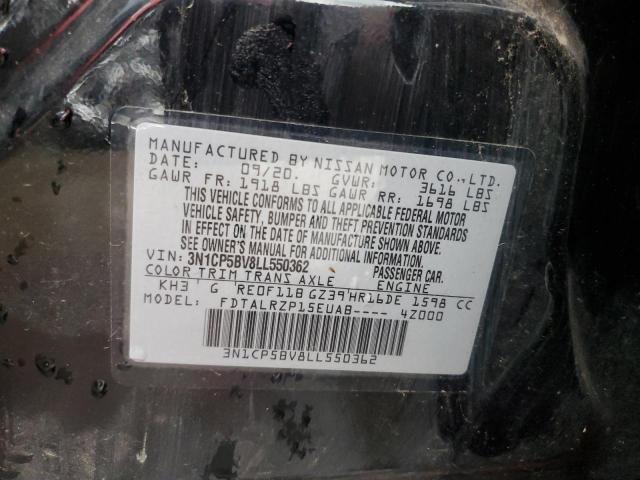 MANUFACTURED BY NISSAN MOTOR CO.,LTD.
DATE: 09/20. GVWR: 3616 LBS
GAWR FR: 1918 LBS GAWR RR: 1698 LBS
THIS VEHICLE CONFORMS TO ALL APPLICABLE FEDERAL MOTOR
VEHICLE SAFETY, BUMPER AND THEFT PREVENTION STANDARDS
IN EFFECT ON THE DATE OF MANUFACTURE SHOWN ABOVE.
SEE OWNER'S MANUAL FOR ADDITIONAL INFORMATION.
VIN: 3N1CP5BV8LL550362 PASSENGER CAR.
COLOR TRIM TRANS AXLE ENGINE
KH3 G RE0F11B GZ39 HR16DE 1598 CC
MODEL: FDTALRZP15EUAB---- 4Z000
3N1CP5BV8LL550362